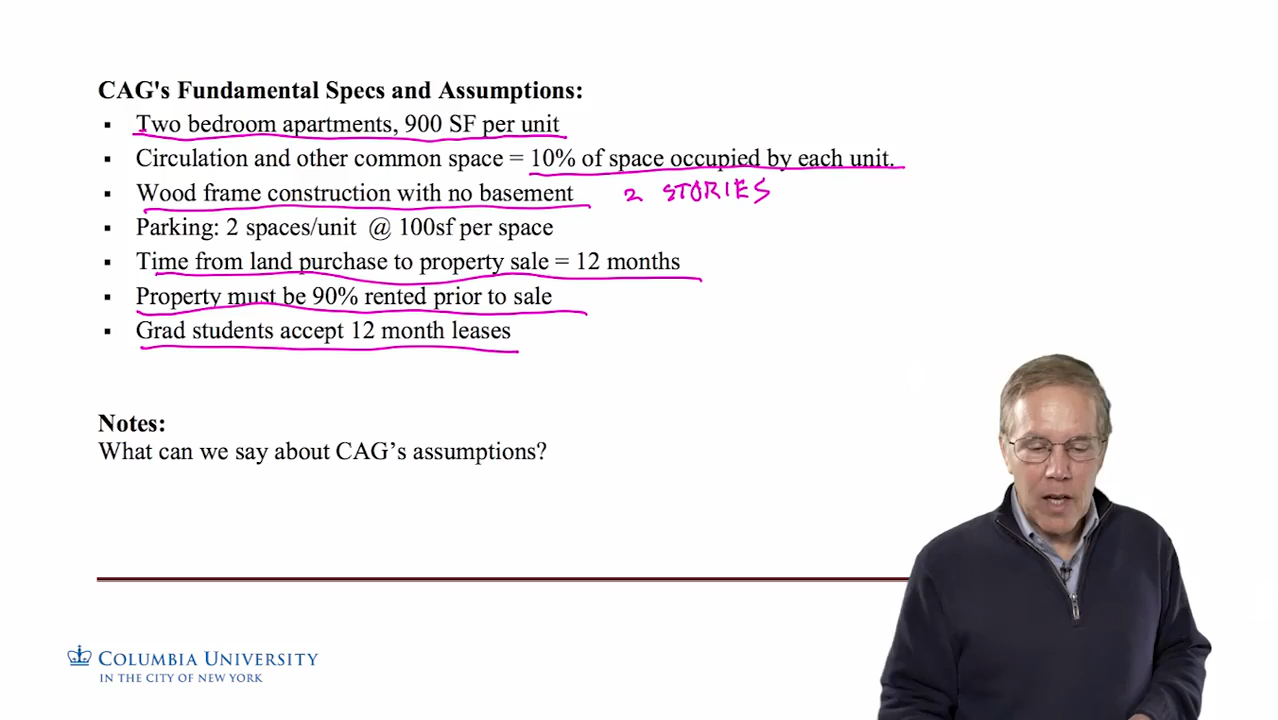 CAG's Fundamental Specs and Assumptions:
▪ Two bedroom apartments, 900 SF per unit
▪ Circulation and other common space = 10% of space occupied by each unit.
▪ Wood frame construction with no basement 2 STORIES
▪ Parking: 2 spaces/unit @ 100sf per space
▪ Time from land purchase to property sale = 12 months
▪ Property must be 90% rented prior to sale
▪ Grad students accept 12 month leases
Notes:
What can we say about CAG’s assumptions?
COLUMBIA UNIVERSITY
IN THE CITY OF NEW YORK